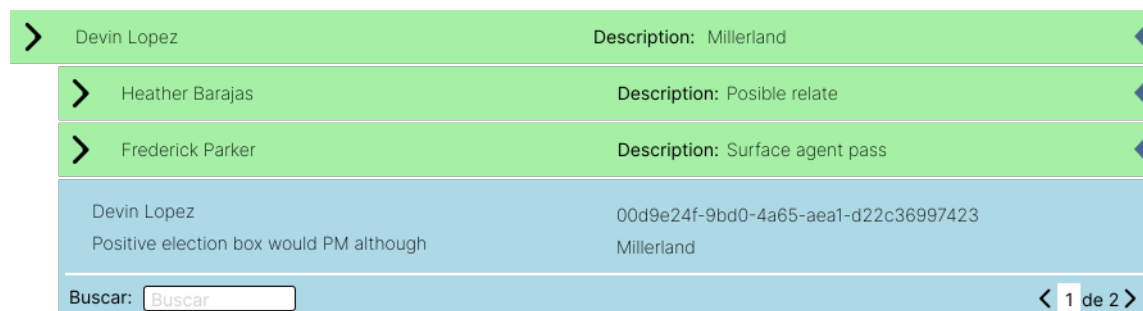 Devin Lopez Description: Millerland
Heather Barajas Description: Posible relate
Frederick Parker Description: Surface agent pass
Devin Lopez 00d9e24f-9bd0-4a65-aea1-d22c36997423
Positive election box would PM although Millerland
Buscar: Buscar 1 de 2